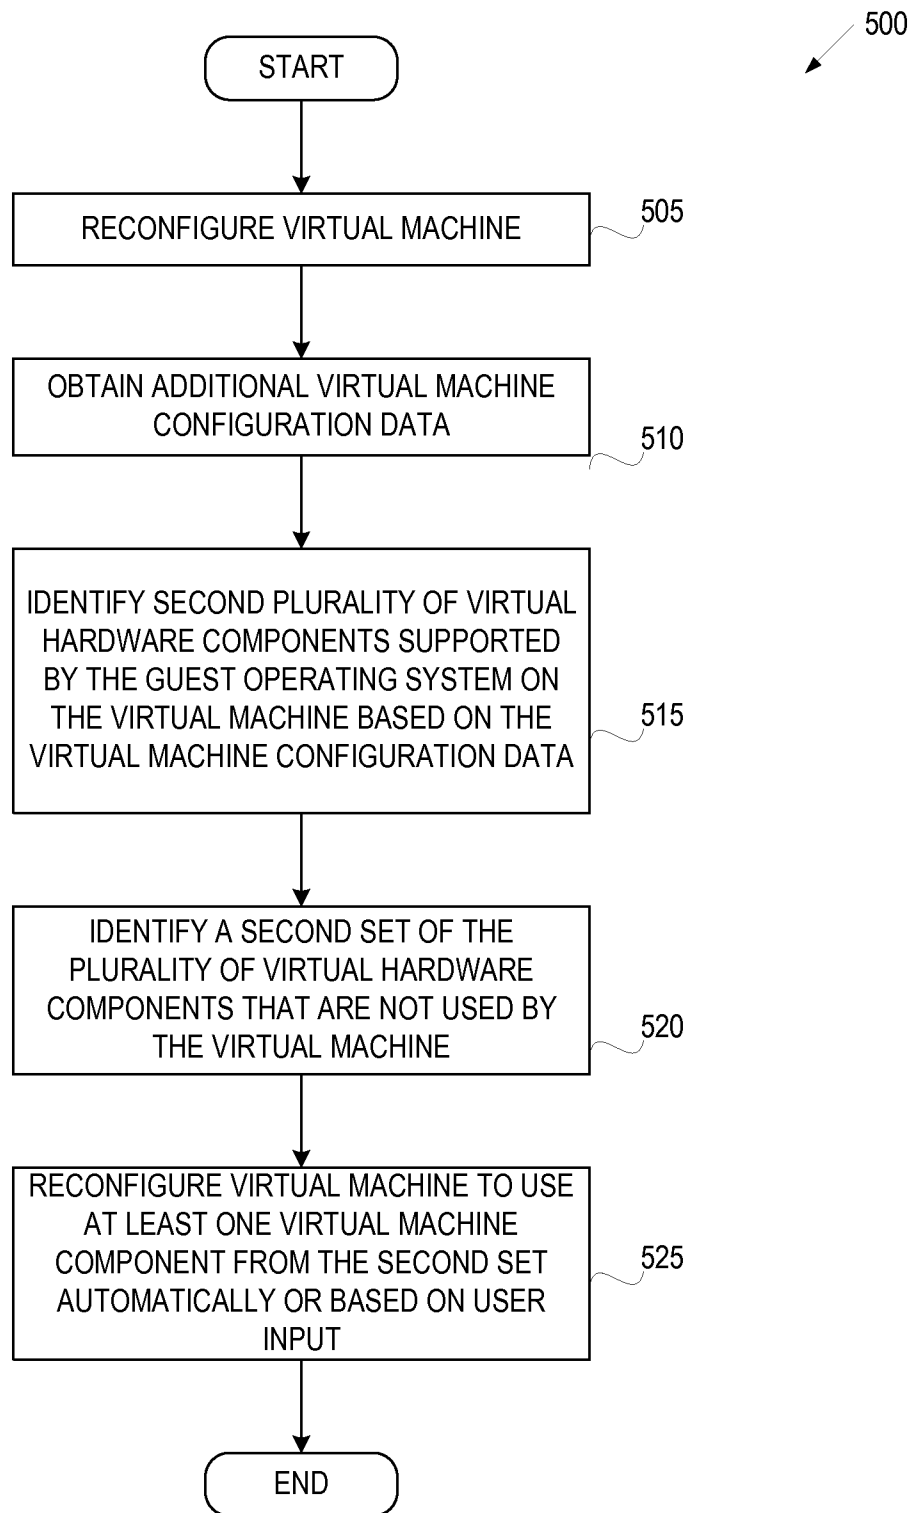 500
START
RECONFIGURE VIRTUAL MACHINE
505
OBTAIN ADDITIONAL VIRTUAL MACHINE
CONFIGURATION DATA
510
IDENTIFY SECOND PLURALITY OF VIRTUAL
HARDWARE COMPONENTS SUPPORTED
BY THE GUEST OPERATING SYSTEM ON
THE VIRTUAL MACHINE BASED ON THE
VIRTUAL MACHINE CONFIGURATION DATA
515
IDENTIFY A SECOND SET OF THE
PLURALITY OF VIRTUAL HARDWARE
COMPONENTS THAT ARE NOT USED BY
THE VIRTUAL MACHINE
520
RECONFIGURE VIRTUAL MACHINE TO USE
AT LEAST ONE VIRTUAL MACHINE
COMPONENT FROM THE SECOND SET
AUTOMATICALLY OR BASED ON USER
INPUT
525
END